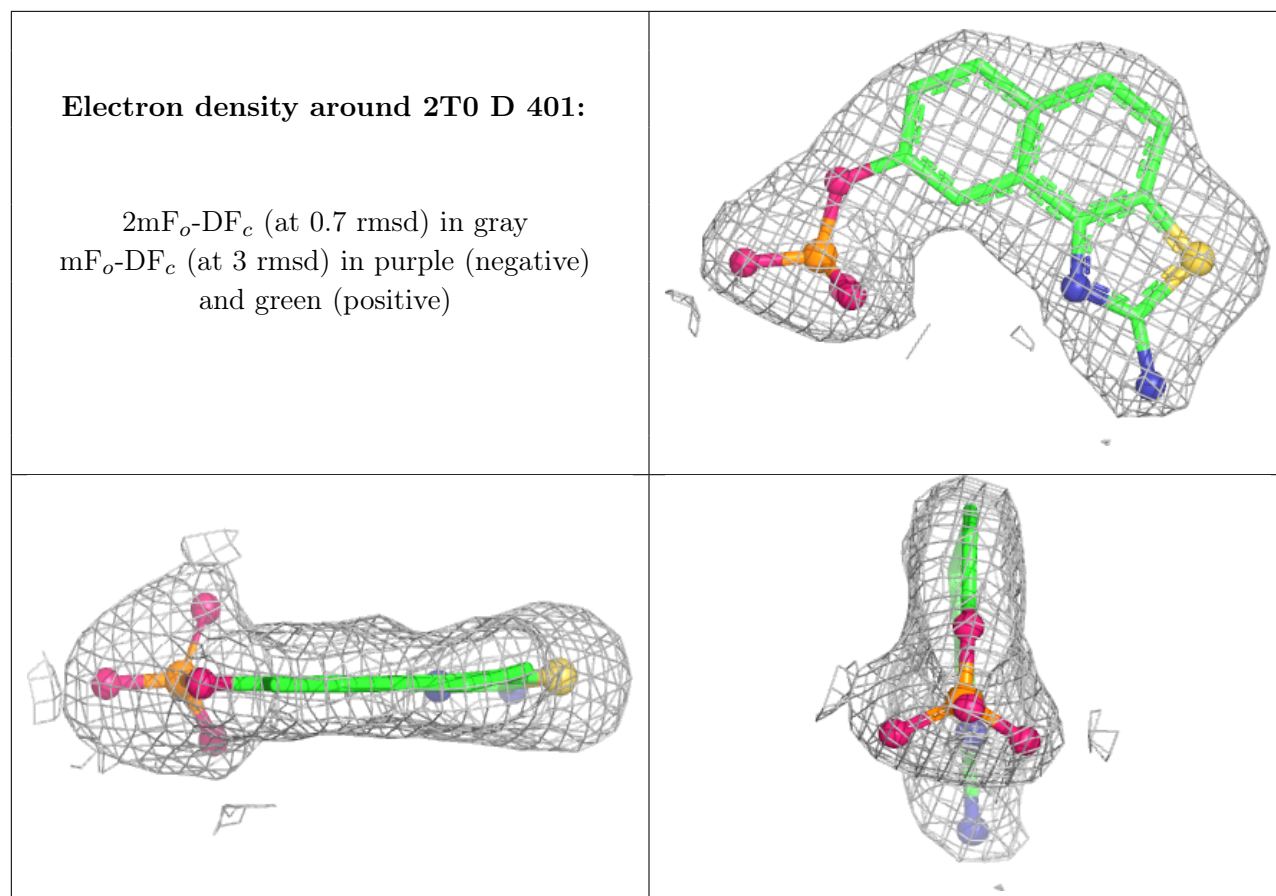 Electron density around 2T0 D 401:
2mFo-DFc (at 0.7 rmsd) in gray
mFo-DFc (at 3 rmsd) in purple (negative)
and green (positive)